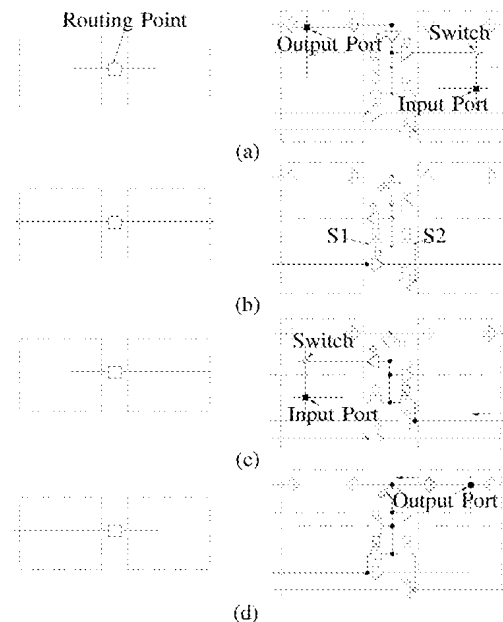 Routing Point
Output Port
Switch
Input Port
(a)
S1
S2
(b)
Switch
Input Port
(c)
Output Port
(d)